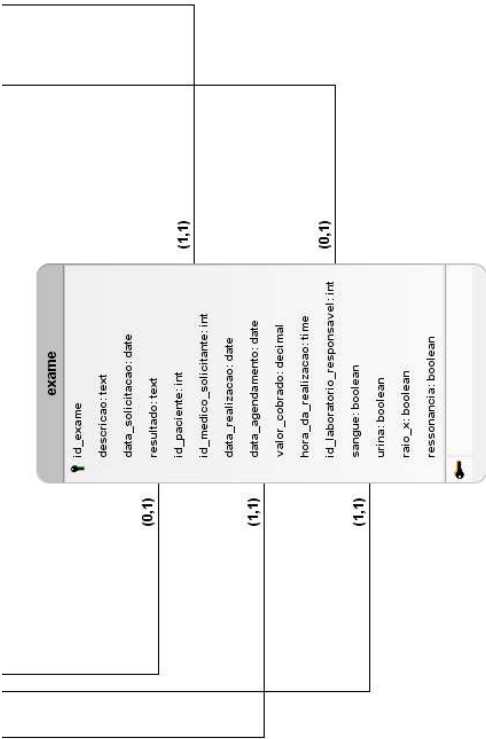 exame
id_exame
descricao: text
data_solicitacao: date
resultado: text
id_paciente: int
id_medico_solicitante: int
data_realizacao: date
data_agendamento: date
valor_cobrado: decimal
hora_da_realizacao: time
id_laboratorio_responsavel: int
sangue: boolean
urina: boolean
raio_x: boolean
ressonancia: boolean
(1,1)
(0,1)
(0,1)
(1,1)
(1,1)